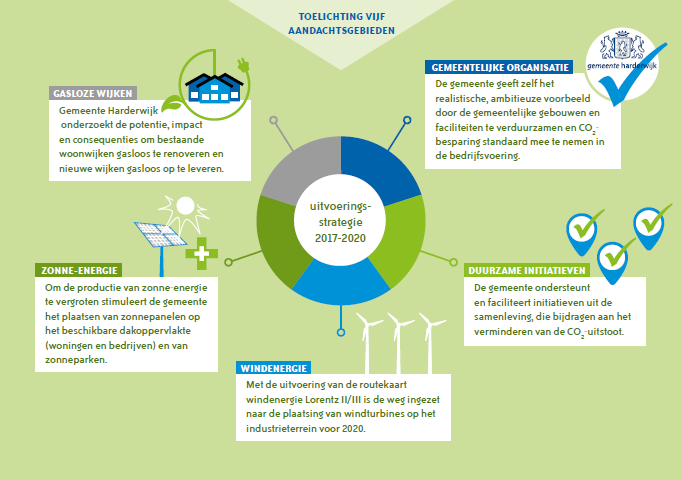 TOELICHTING VIJF
AANDACHTSGEBIEDEN
GASLOZE WIJKEN
Gemeente Harderwijk
onderzoekt de potentie, impact
en consequenties om bestaande
woonwijken gasloos te renoveren en
nieuwe wijken gasloos op te leveren.
GEMEENTELIJKE ORGANISATIE
gemeente harderwijk
De gemeente geeft zelf het
realistische, ambitieuze voorbeeld
door de gemeentelijke gebouwen en
faciliteiten te verduurzamen en CO₂-
besparing standaard mee te nemen in
de bedrijfsvoering.
uitvoerings-
strategie
2017-2020
ZONNE-ENERGIE
Om de productie van zonne-energie
te vergroten stimuleert de gemeente
het plaatsen van zonnepanelen op
het beschikbare dakoppervlakte
(woningen en bedrijven) en van
zonneparken.
DUURZAME INITIATIEVEN
De gemeente ondersteunt
en faciliteert initiatieven uit de
samenleving, die bijdragen aan het
verminderen van de CO₂-uitstoot.
WINDENERGIE
Met de uitvoering van de routekaart
windenergie Lorentz II/III is de weg ingezet
naar de plaatsing van windturbines op het
industrieterrein voor 2020.